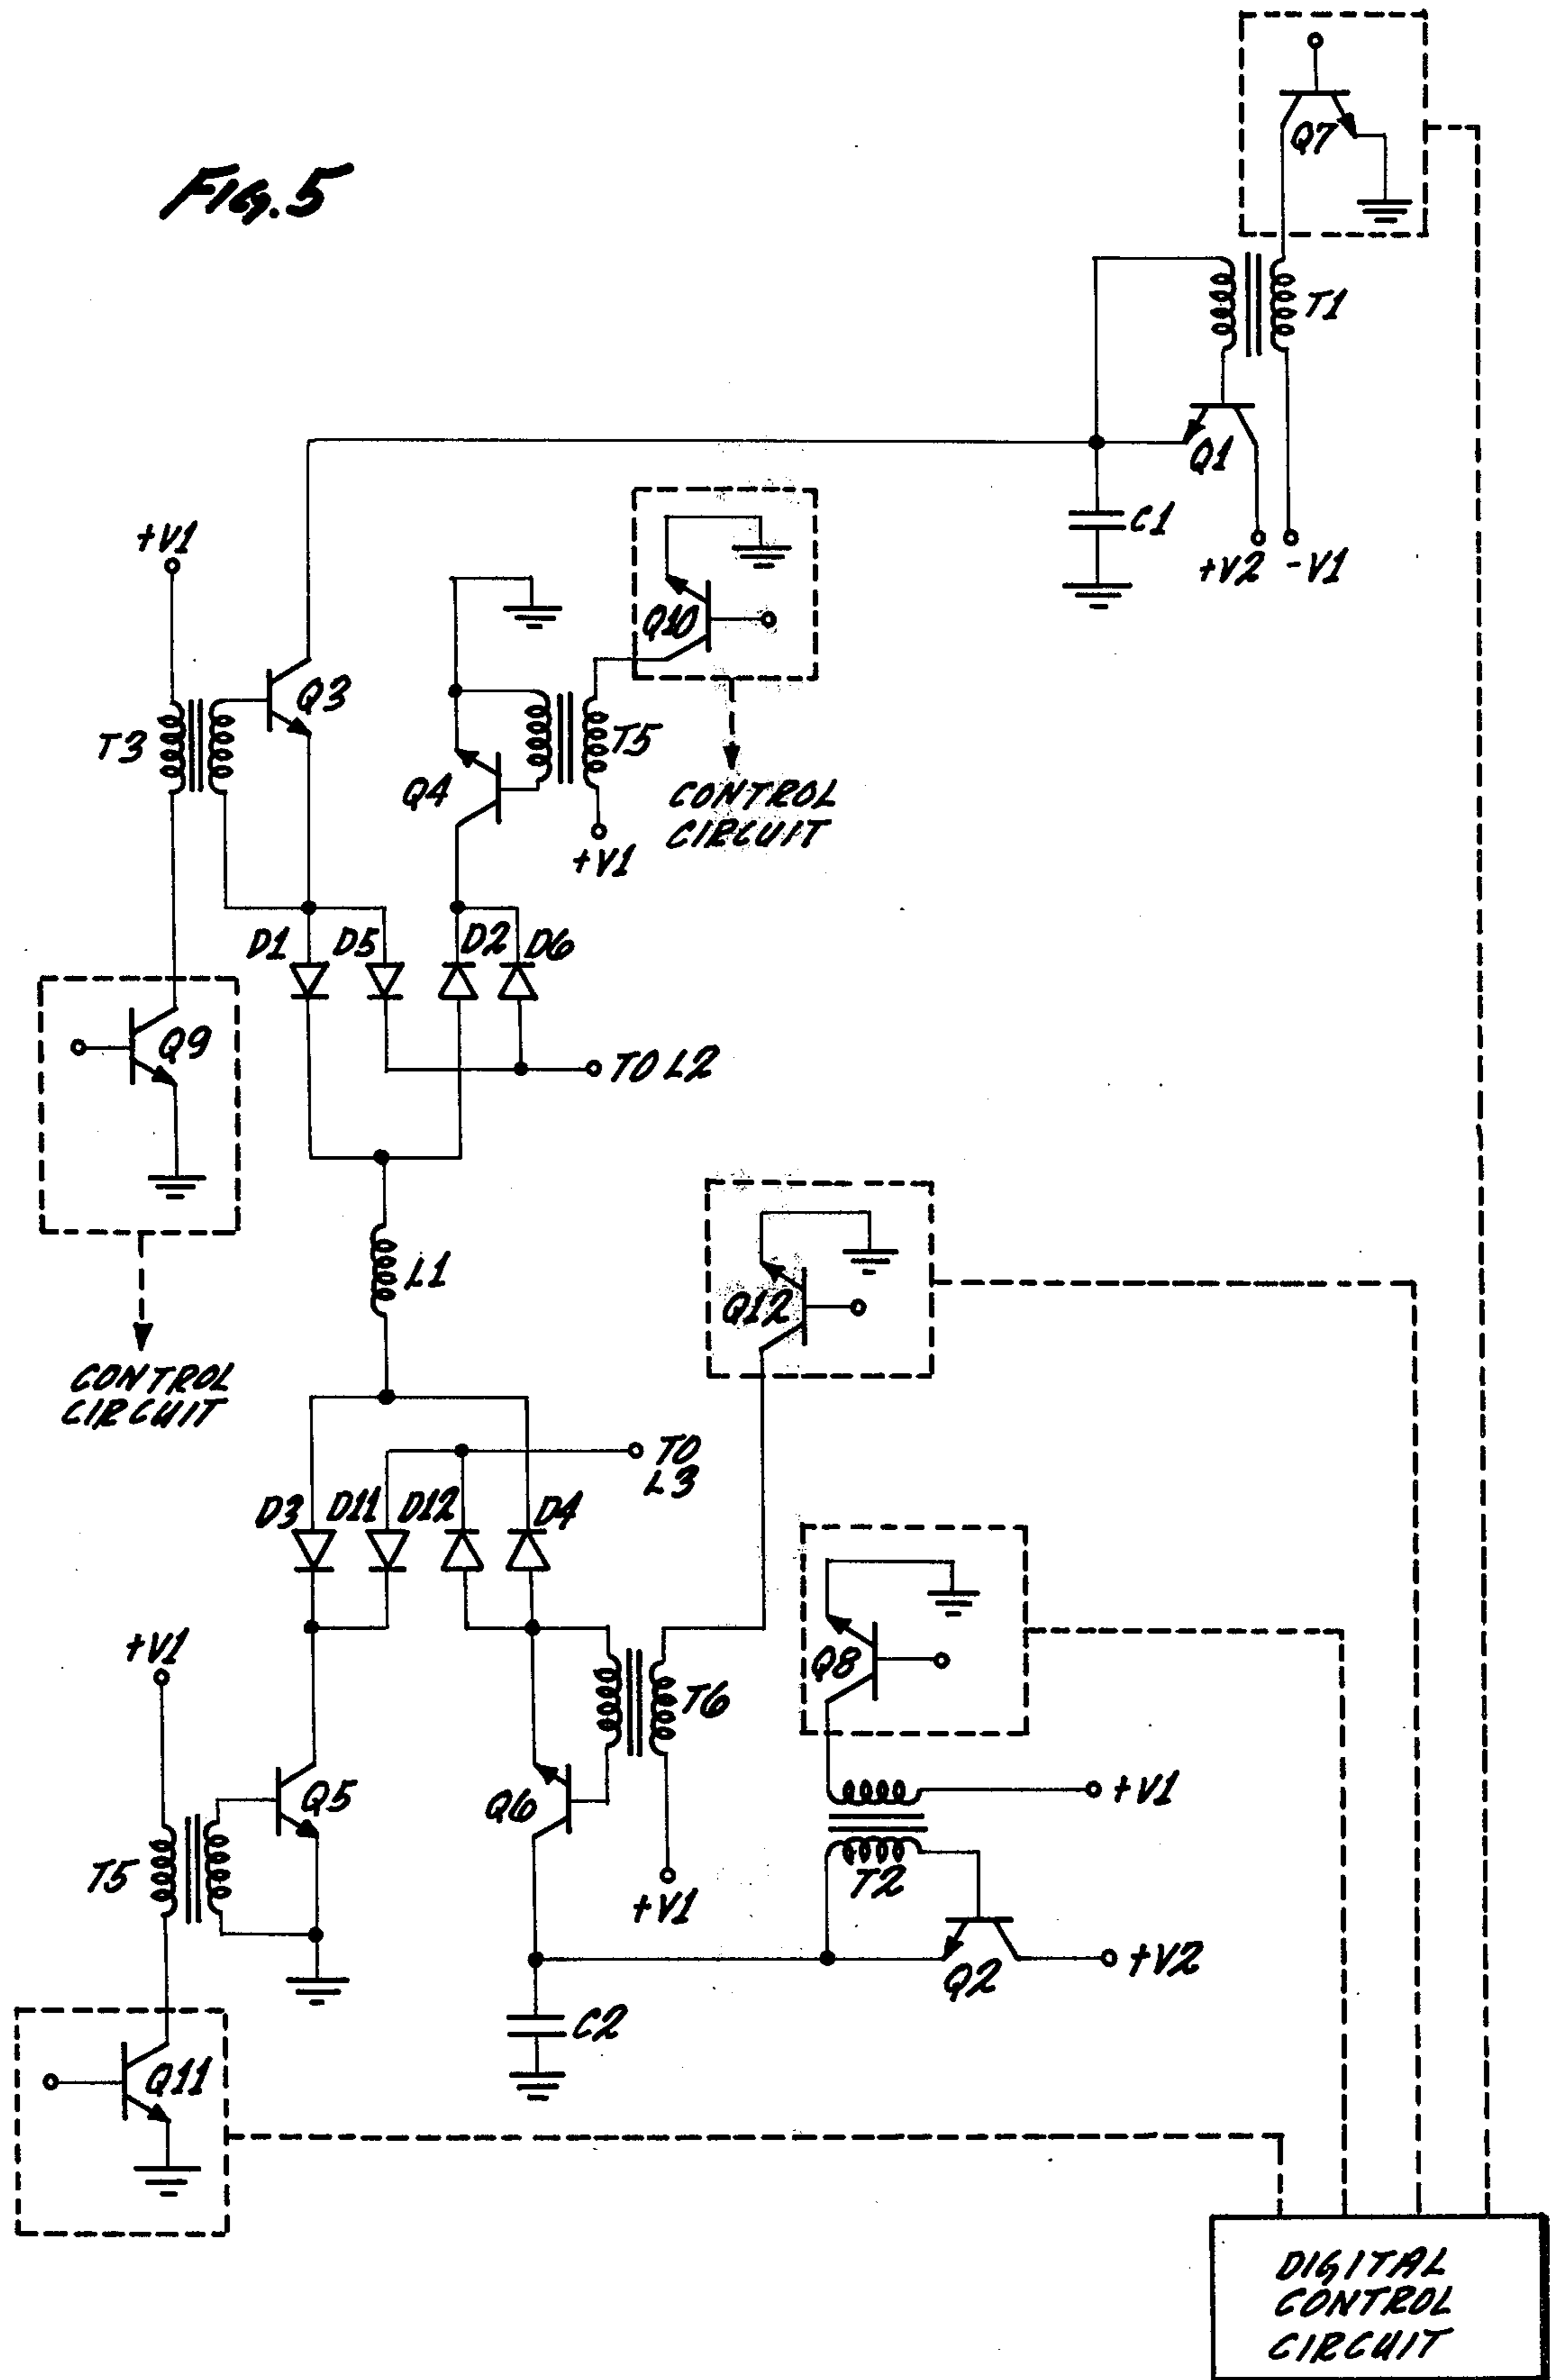 FIG. 5
Q7
T1
Q1
C1
+V2 -V1
+V1
Q10
Q3
T3
T5
Q4
CONTROL
CIRCUIT
+V1
D1 D5 D2 D6
Q9
TO L2
L1
Q12
CONTROL
CIRCUIT
TO
L3
D3 D11 D12 D4
+V1
Q8
T6
+V1
Q5
Q6
T5
T2
+V1
+V2
Q2
C2
Q11
DIGITAL
CONTROL
CIRCUIT